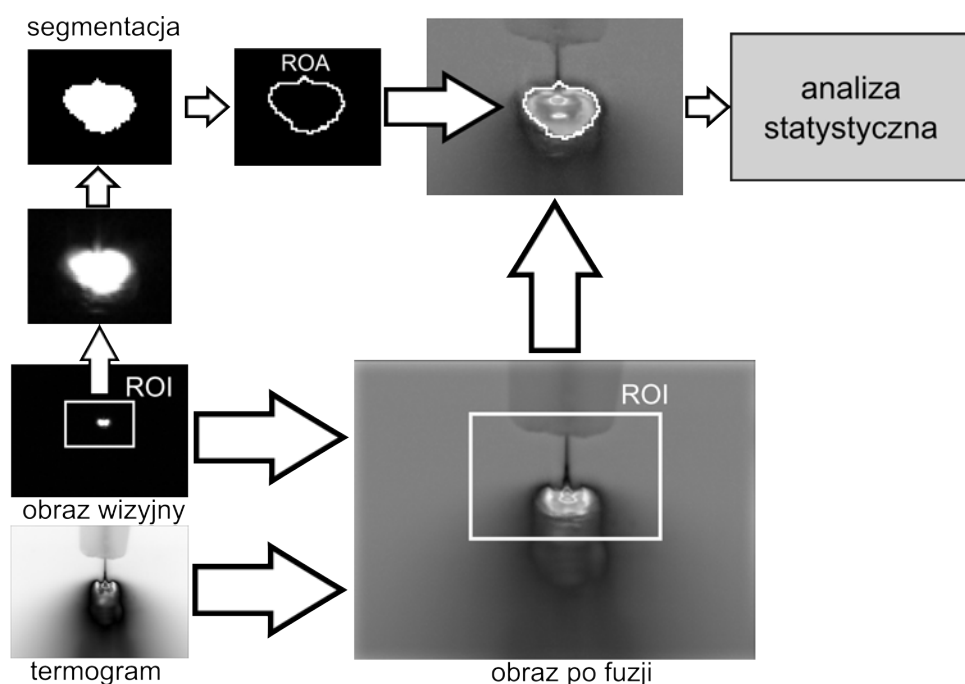 segmentacja
ROA
analiza
statystyczna
ROI
obraz wizyjny
ROI
termogram
obraz po fuzji